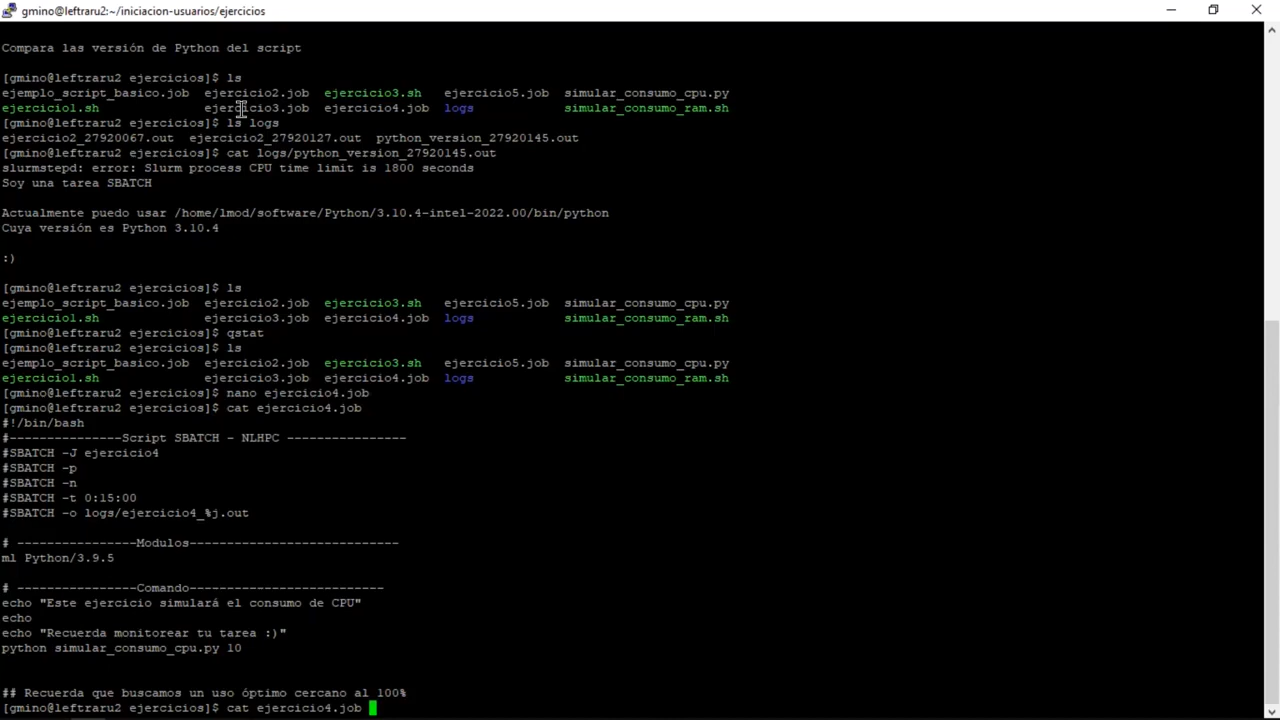 gmino@leftraru2:~/iniciacion-usuarios/ejercicios
Compara las versión de Python del script
[gmino@leftraru2 ejercicios]$ ls
ejemplo_script_basico.job  ejercicio2.job  ejercicio3.sh   ejercicio5.job  simular_consumo_cpu.py
ejercicio1.sh              ejercicio3.job  ejercicio4.job  logs            simular_consumo_ram.sh
[gmino@leftraru2 ejercicios]$ ls logs
ejercicio2_27920067.out  ejercicio2_27920127.out  python_version_27920145.out
[gmino@leftraru2 ejercicios]$ cat logs/python_version_27920145.out
slurmstepd: error: Slurm process CPU time limit is 1800 seconds
Soy una tarea SBATCH
Actualmente puedo usar /home/lmod/software/Python/3.10.4-intel-2022.00/bin/python
Cuya versión es Python 3.10.4
:)
[gmino@leftraru2 ejercicios]$ ls
ejemplo_script_basico.job  ejercicio2.job  ejercicio3.sh   ejercicio5.job  simular_consumo_cpu.py
ejercicio1.sh              ejercicio3.job  ejercicio4.job  logs            simular_consumo_ram.sh
[gmino@leftraru2 ejercicios]$ qstat
[gmino@leftraru2 ejercicios]$ ls
ejemplo_script_basico.job  ejercicio2.job  ejercicio3.sh   ejercicio5.job  simular_consumo_cpu.py
ejercicio1.sh              ejercicio3.job  ejercicio4.job  logs            simular_consumo_ram.sh
[gmino@leftraru2 ejercicios]$ nano ejercicio4.job
[gmino@leftraru2 ejercicios]$ cat ejercicio4.job
#!/bin/bash
#---------------Script SBATCH - NLHPC ----------------
#SBATCH -J ejercicio4
#SBATCH -p
#SBATCH -n
#SBATCH -t 0:15:00
#SBATCH -o logs/ejercicio4_%j.out
# ----------------Modulos----------------------------
ml Python/3.9.5
# ----------------Comando--------------------------
echo "Este ejercicio simulará el consumo de CPU"
echo
echo "Recuerda monitorear tu tarea :)"
python simular_consumo_cpu.py 10
## Recuerda que buscamos un uso óptimo cercano al 100%
[gmino@leftraru2 ejercicios]$ cat ejercicio4.job